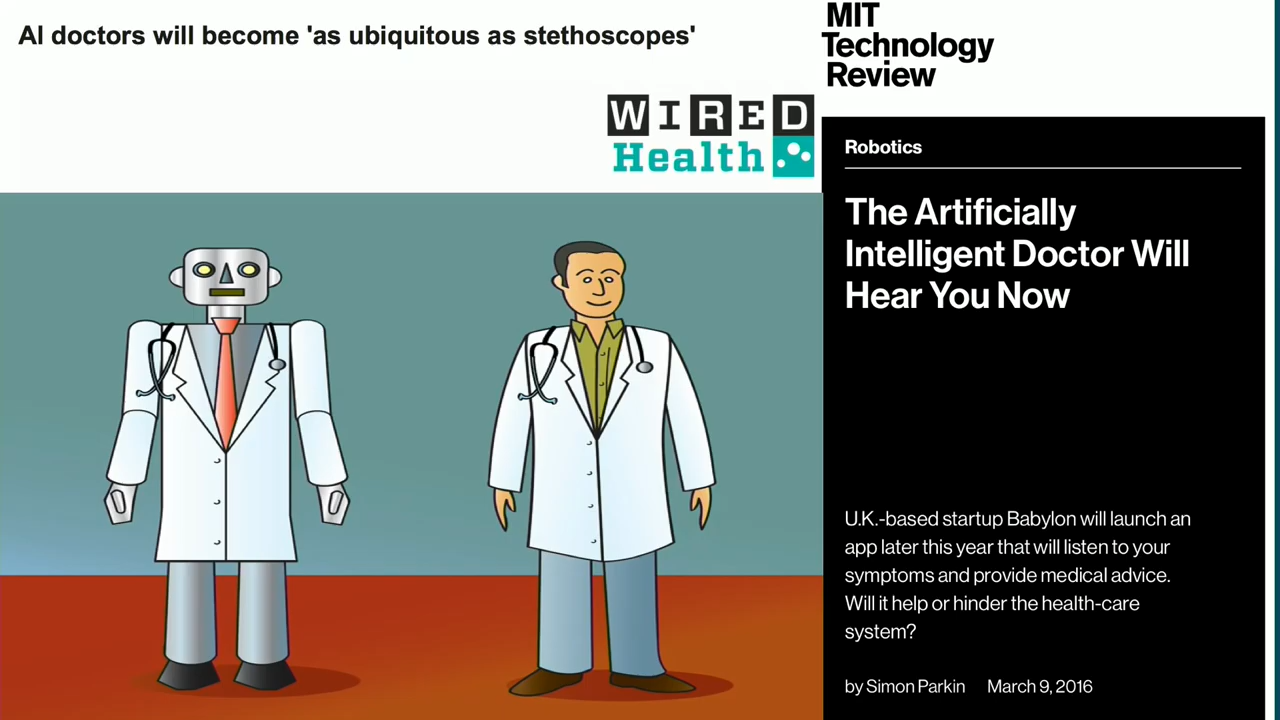 AI doctors will become 'as ubiquitous as stethoscopes'
WIRED
Health
MIT
Technology
Review
Robotics
The Artificially
Intelligent Doctor Will
Hear You Now
U.K.-based startup Babylon will launch an
app later this year that will listen to your
symptoms and provide medical advice.
Will it help or hinder the health-care
system?
by Simon Parkin March 9, 2016